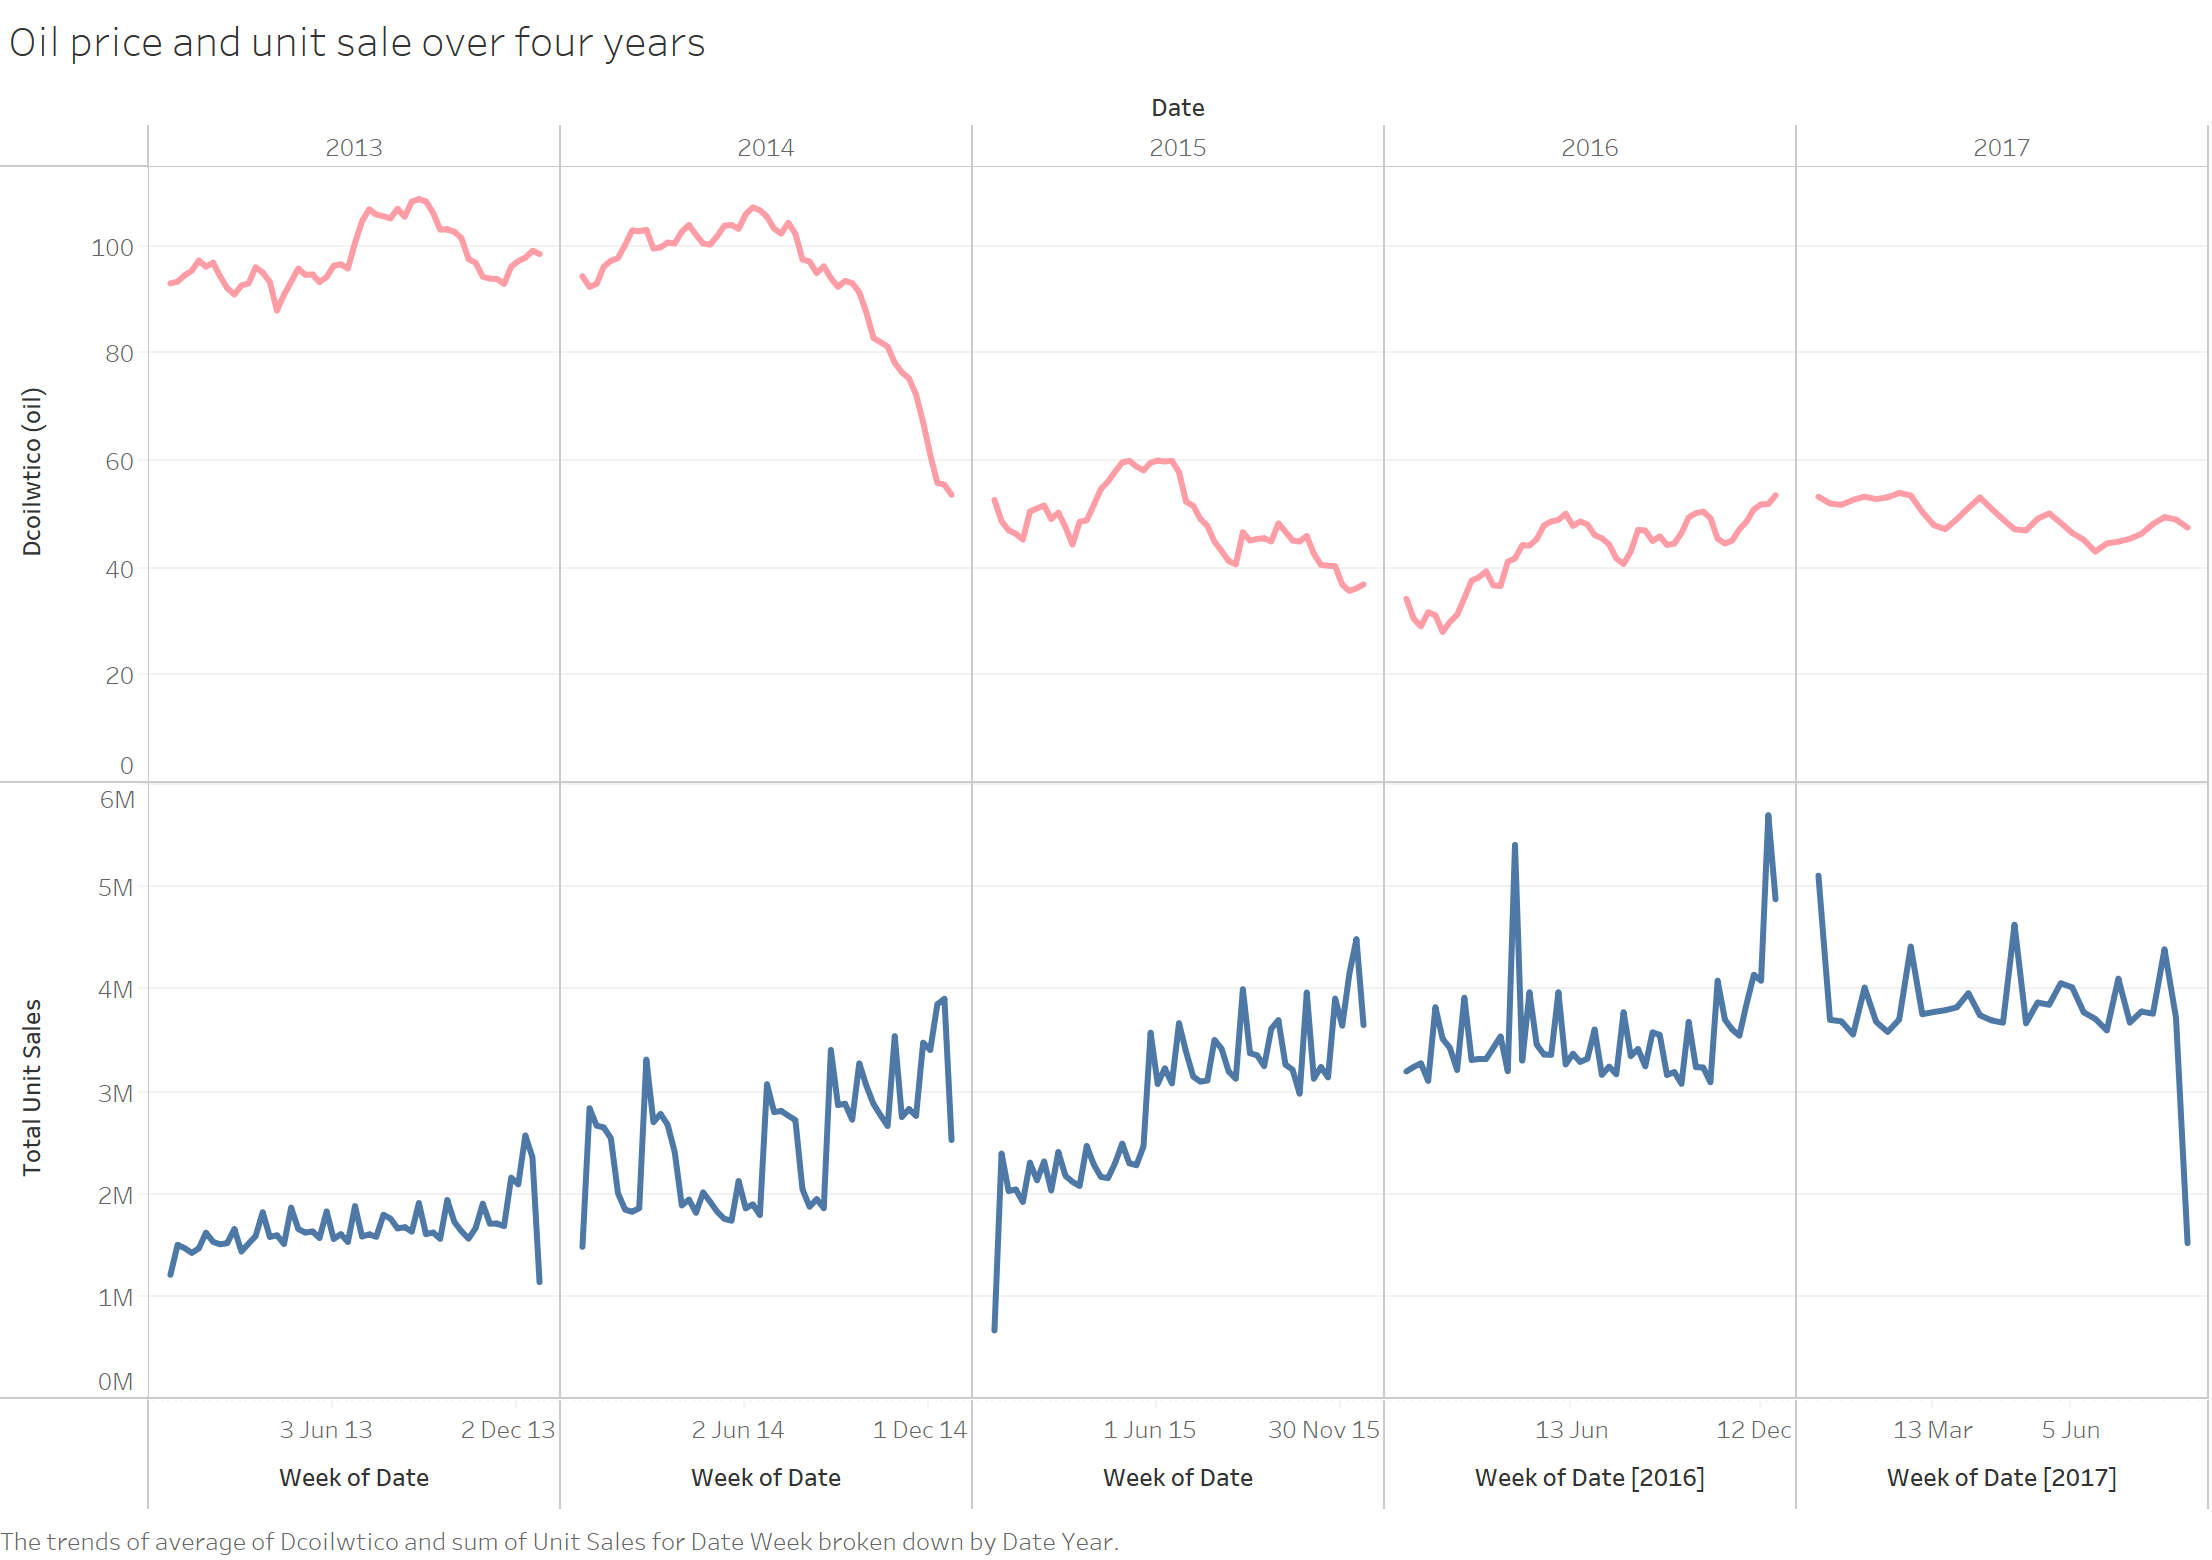 Oil price and unit sale over four years
Date
2013 2014 2015 2016 2017
Dcoilwtico (oil)
100
80
60
40
20
0
Total Unit Sales
6M
5M
4M
3M
2M
1M
0M
3 Jun 13 2 Dec 13 2 Jun 14 1 Dec 14 1 Jun 15 30 Nov 15 13 Jun 12 Dec 13 Mar 5 Jun
Week of Date Week of Date Week of Date Week of Date [2016] Week of Date [2017]
The trends of average of Dcoilwtico and sum of Unit Sales for Date Week broken down by Date Year.